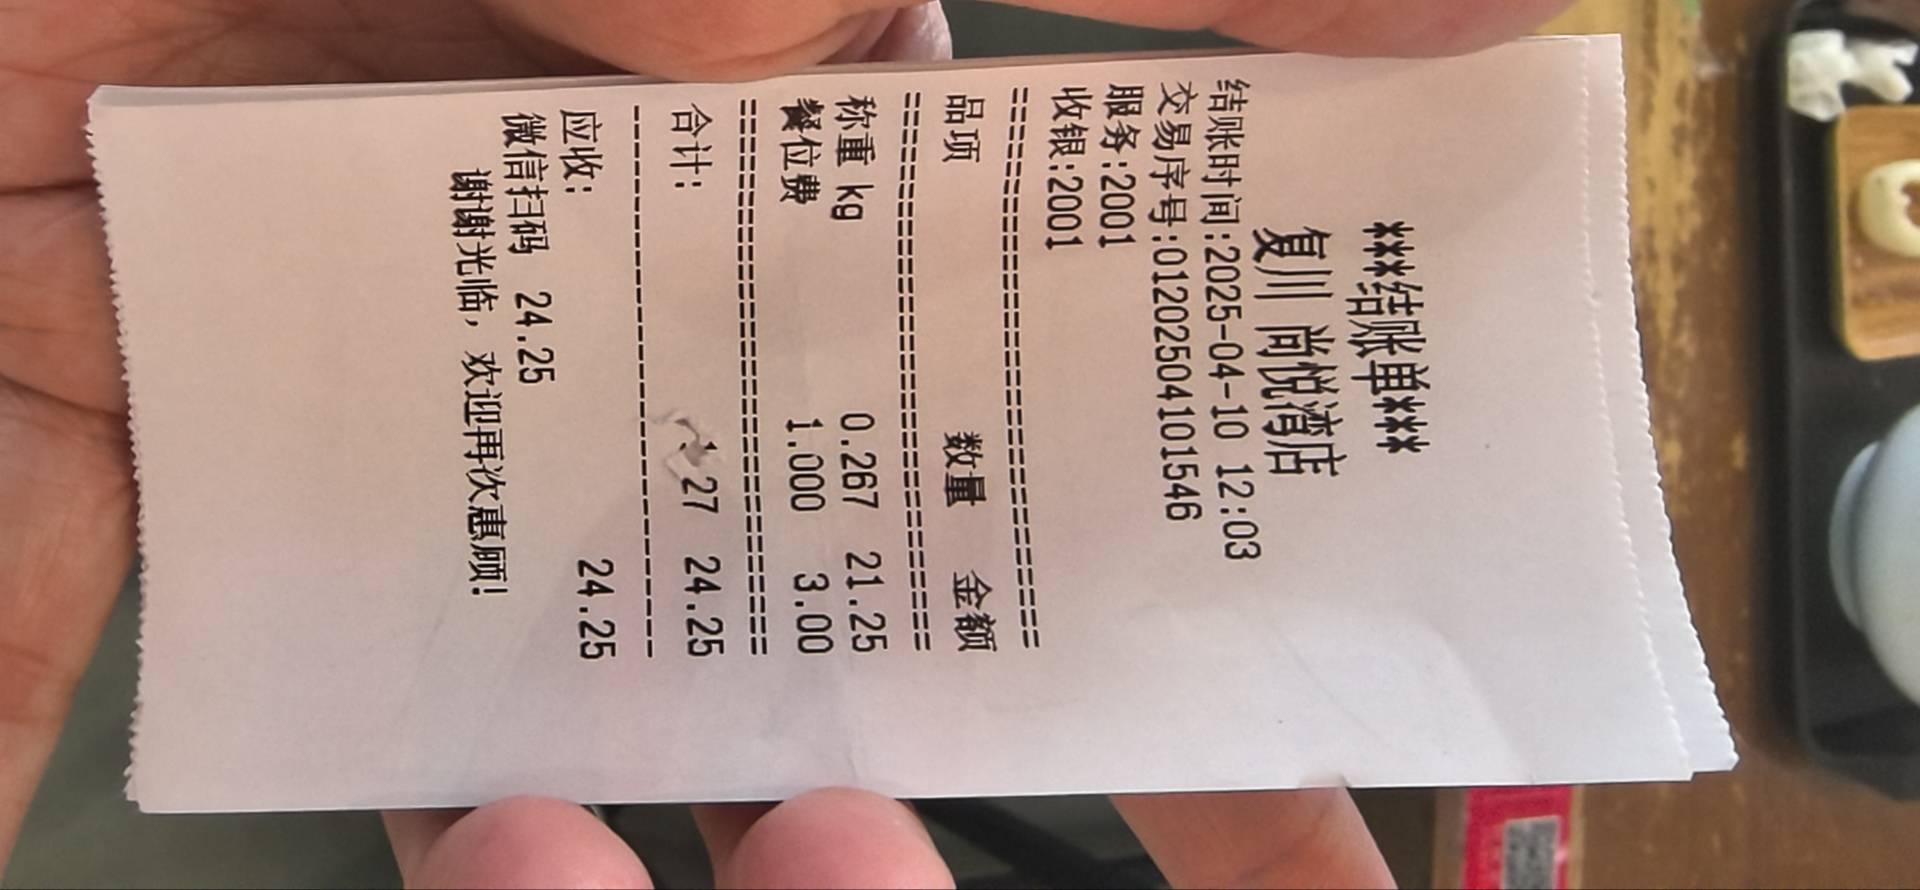 ***结账单***
复川 尚悦湾店
结账时间:2025-04-10 12:03
交易序号:01202504101546
服务:2001
收银:2001
==============================
品项 数量 金额
==============================
称重 kg 0.267 21.25
餐位费 1.000 3.00
==============================
合计: 27 24.25
------------------------------
应收: 24.25
微信扫码 24.25
谢谢光临, 欢迎再次惠顾!